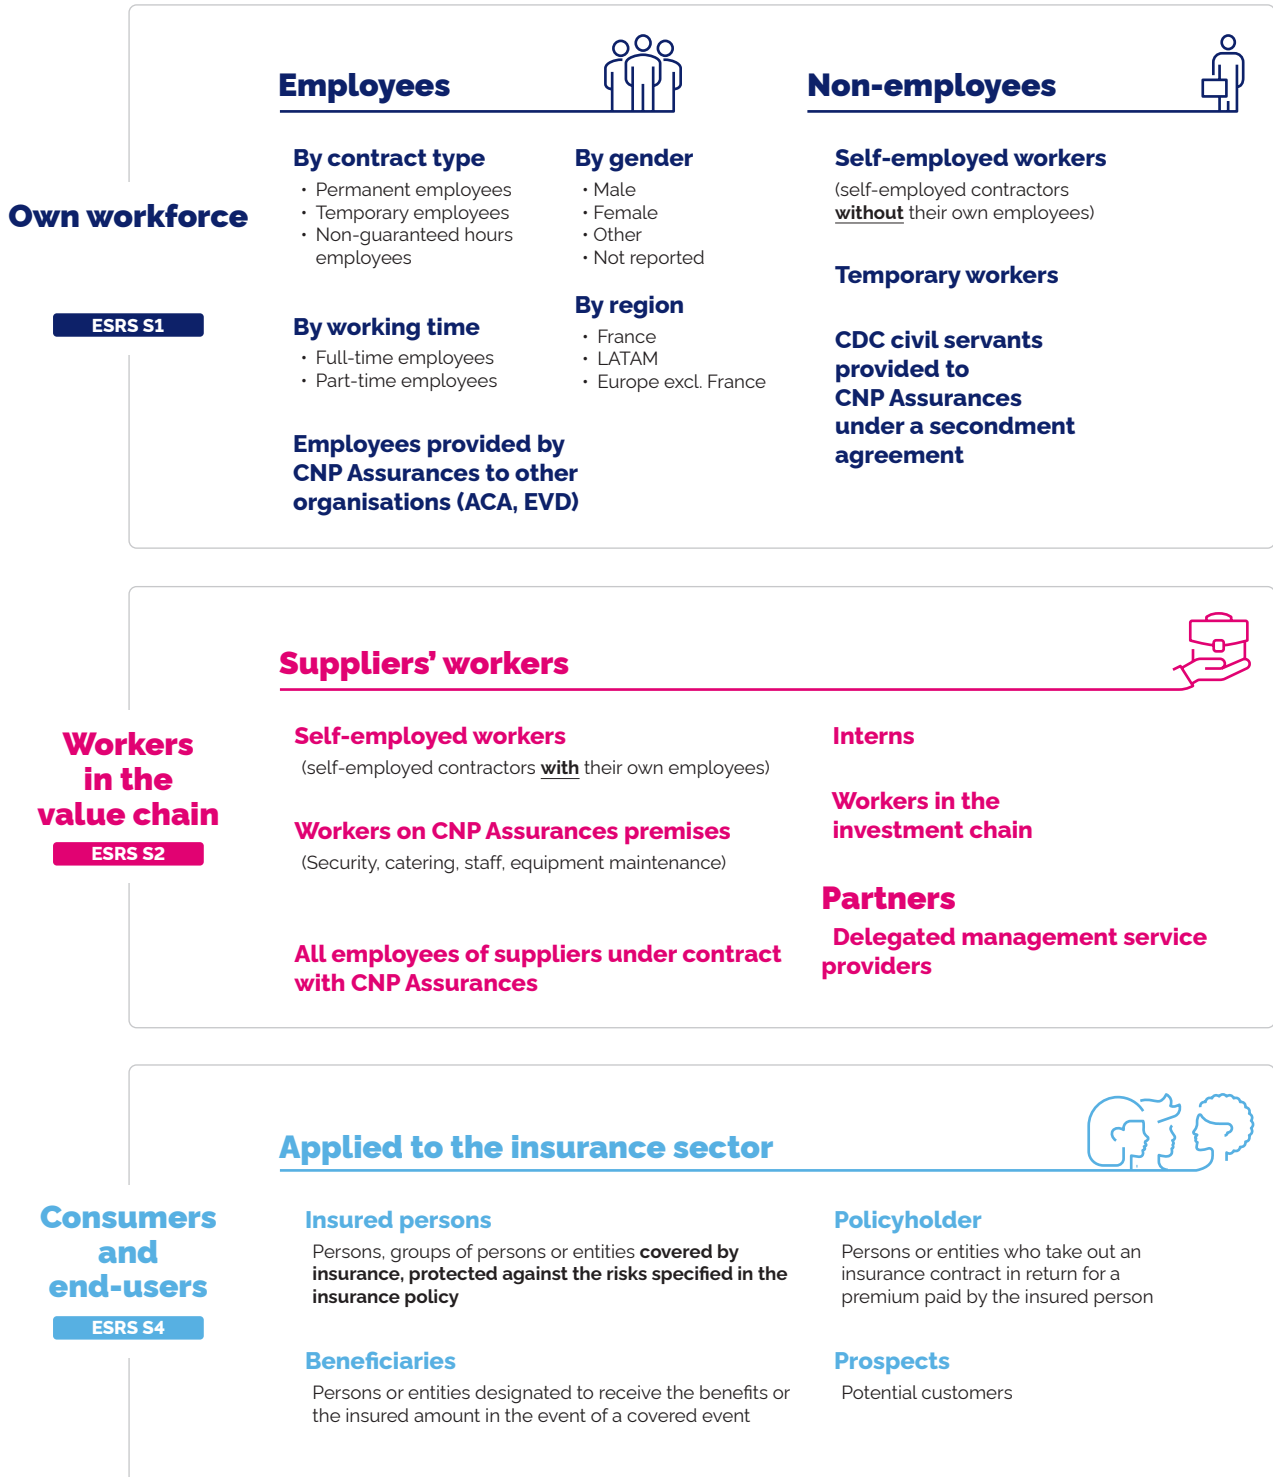 Own workforce
ESRS S1
Employees
By contract type
• Permanent employees
• Temporary employees
• Non-guaranteed hours
employees
By working time
• Full-time employees
• Part-time employees
Employees provided by
CNP Assurances to other
organisations (ACA, EVD)
By gender
• Male
• Female
• Other
• Not reported
By region
• France
• LATAM
• Europe excl. France
Non-employees
Self-employed workers
(self-employed contractors
without their own employees)
Temporary workers
CDC civil servants
provided to
CNP Assurances
under a secondment
agreement
Workers
in the
value chain
ESRS S2
Suppliers’ workers
Self-employed workers
(self-employed contractors with their own employees)
Workers on CNP Assurances premises
(Security, catering, staff, equipment maintenance)
All employees of suppliers under contract
with CNP Assurances
Interns
Workers in the
investment chain
Partners
Delegated management service
providers
Consumers
and
end-users
ESRS S4
Applied to the insurance sector
Insured persons
Persons, groups of persons or entities covered by
insurance, protected against the risks specified in the
insurance policy
Beneficiaries
Persons or entities designated to receive the benefits or
the insured amount in the event of a covered event
Policyholder
Persons or entities who take out an
insurance contract in return for a
premium paid by the insured person
Prospects
Potential customers